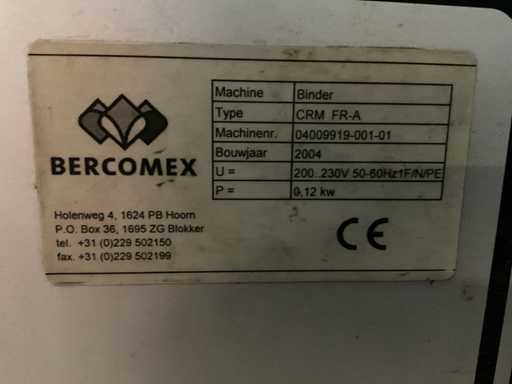 BERCOMEX
Machine Binder
Type CRM FR-A
Machinenr. 04009919-001-01
Bouwjaar 2004
U = 200..230V 50-60Hz1F/N/PE
P = 0,12 kw
Holenweg 4, 1624 PB Hoorn
P.O. Box 36, 1695 ZG Blokker
tel. +31 (0)229 502150
fax. +31 (0)229 502199
CE